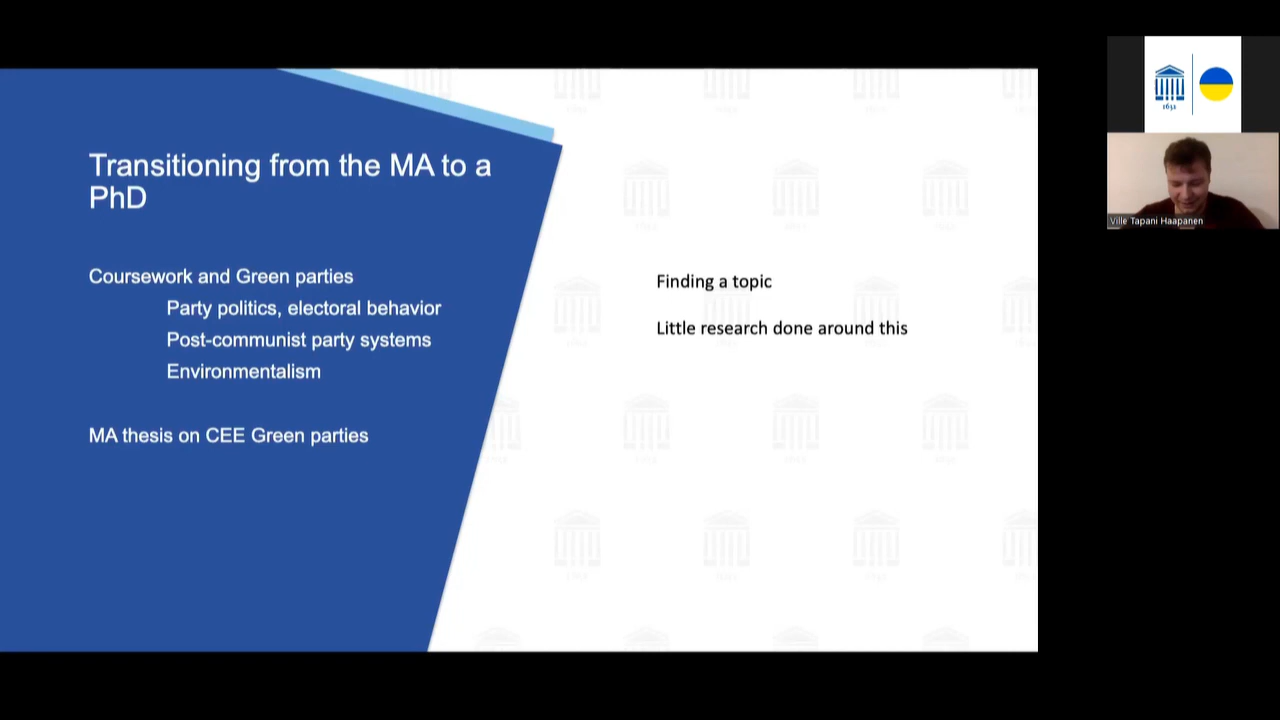 Transitioning from the MA to a
PhD
Coursework and Green parties
Party politics, electoral behavior
Post-communist party systems
Environmentalism
MA thesis on CEE Green parties
Finding a topic
Little research done around this
1632
Ville Tapani Haapanen